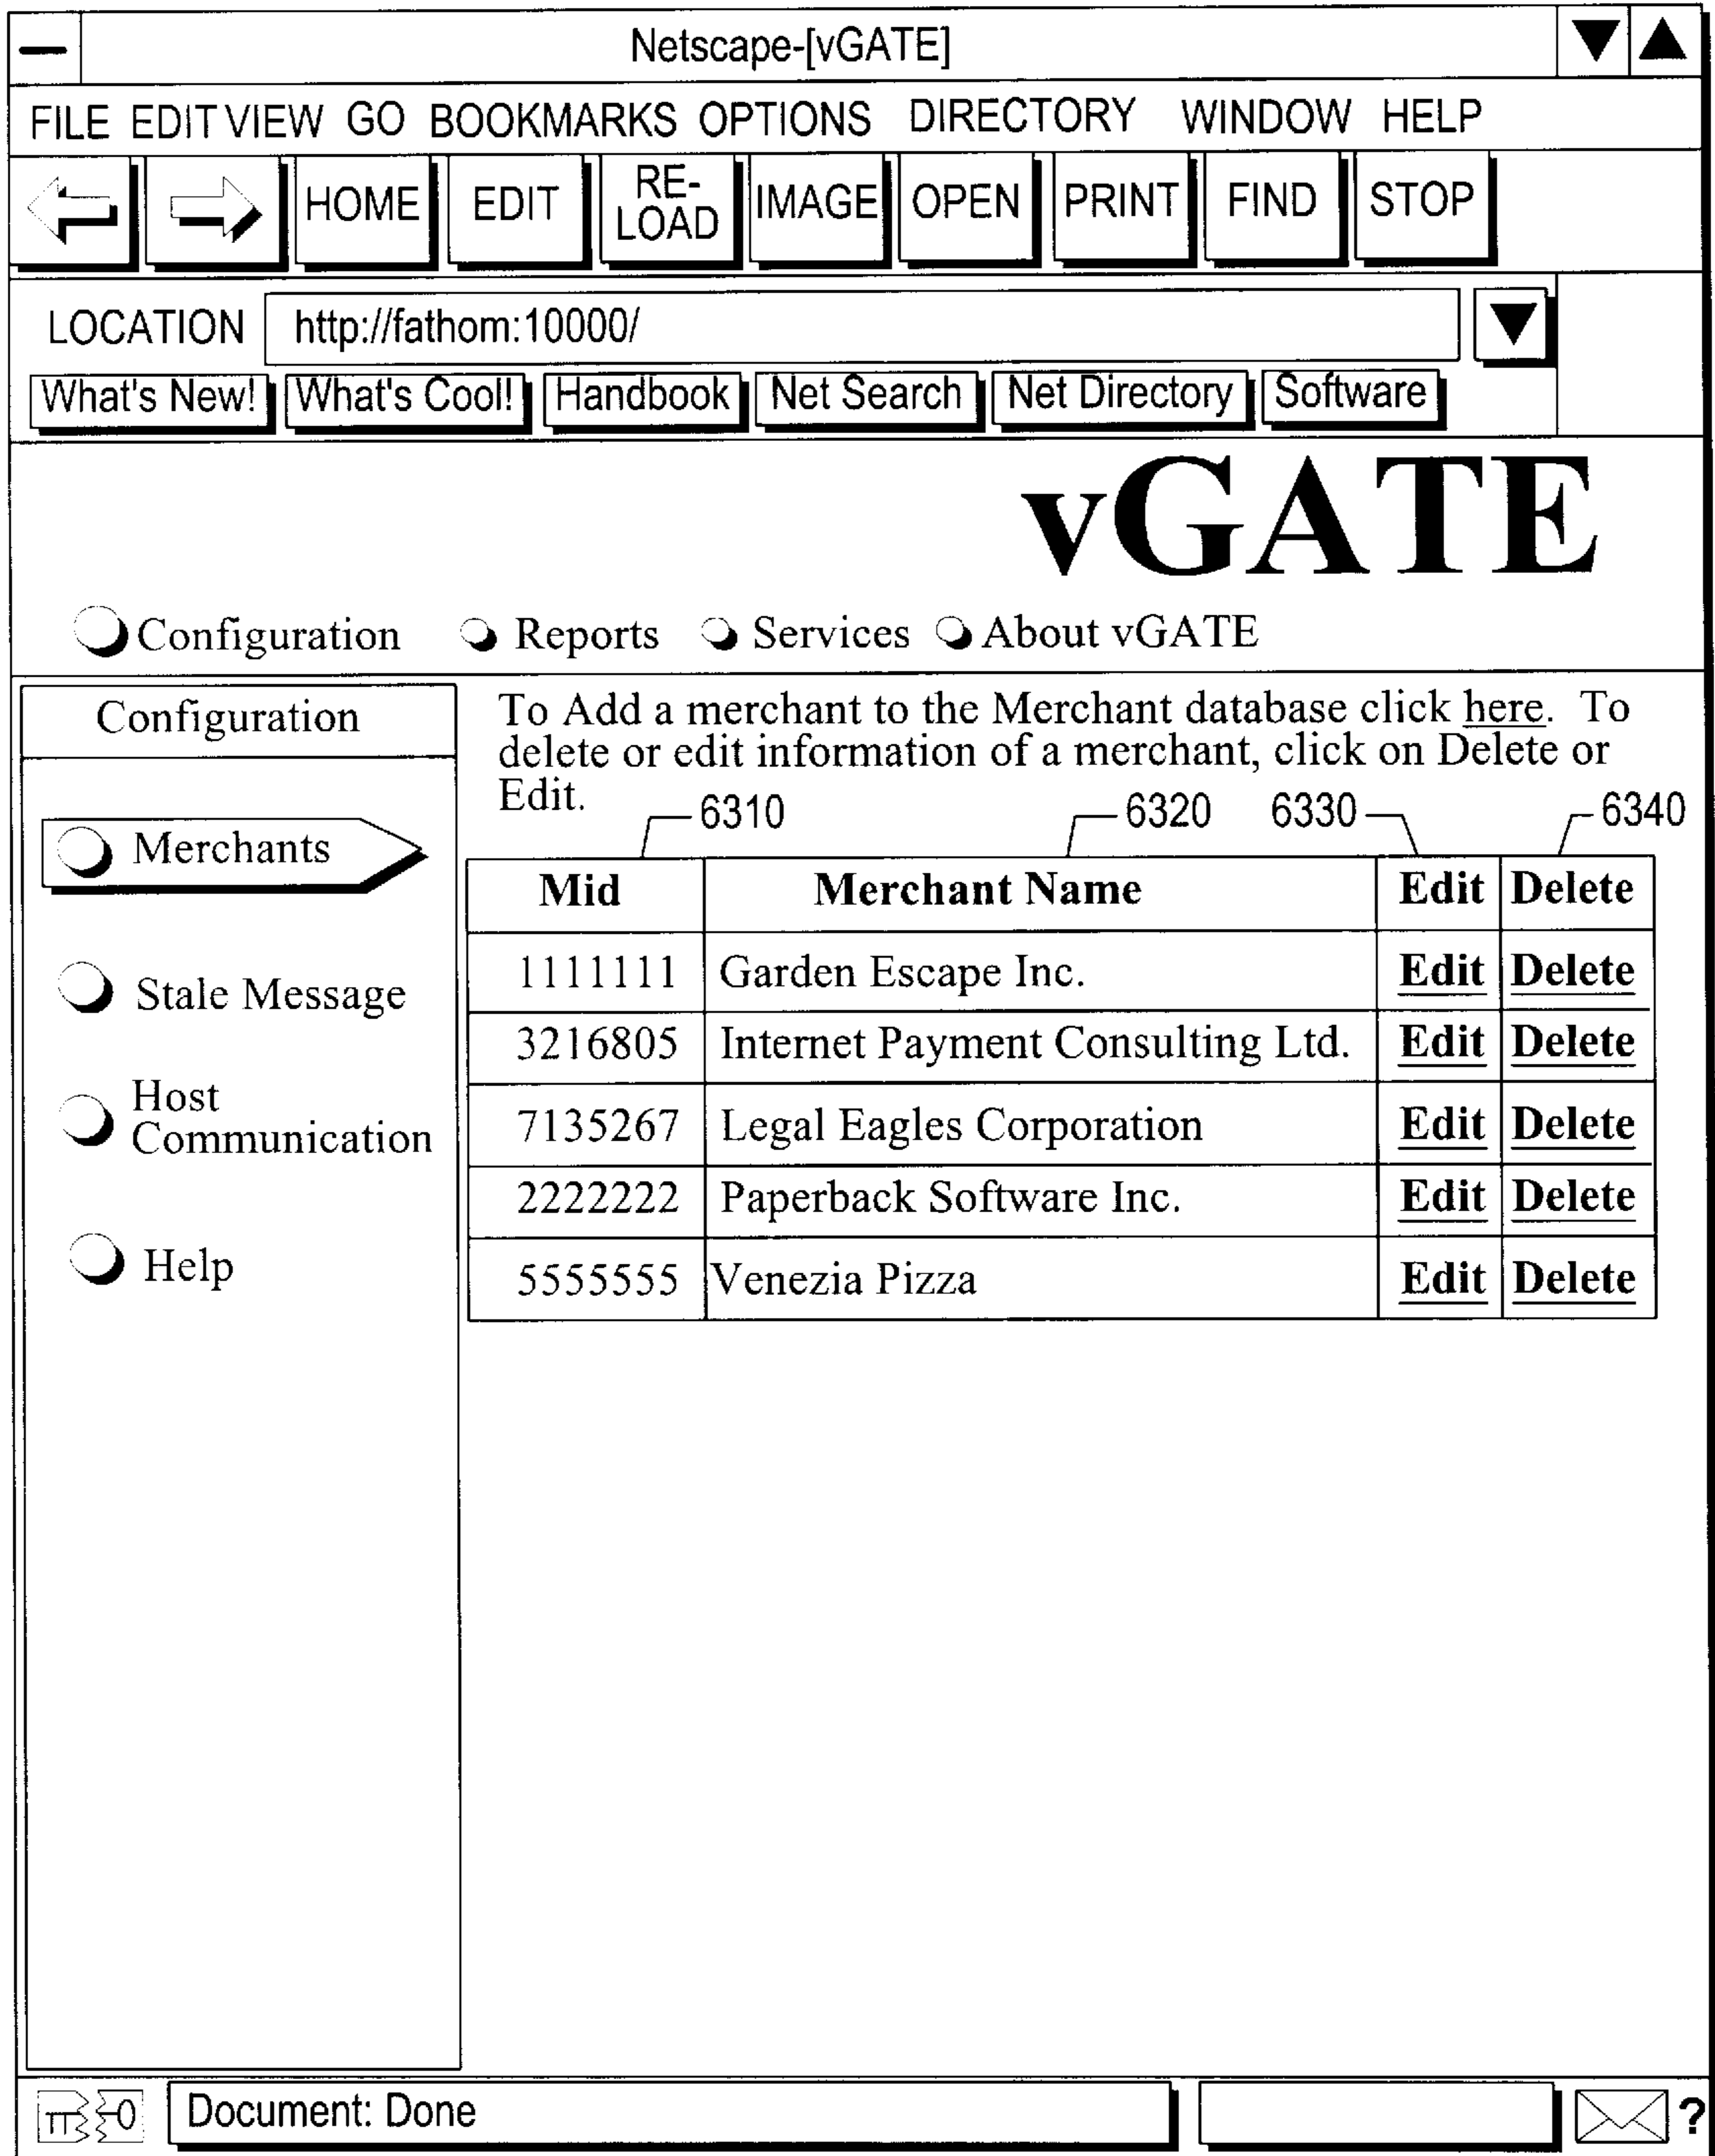 Netscape-[vGATE]
FILE EDIT VIEW GO BOOKMARKS OPTIONS DIRECTORY WINDOW HELP
HOME EDIT RE-LOAD IMAGE OPEN PRINT FIND STOP
LOCATION http://fathom:10000/
What's New! What's Cool! Handbook Net Search Net Directory Software
vGATE
Configuration Reports Services About vGATE
Configuration
Merchants
Stale Message
Host
Communication
Help
To Add a merchant to the Merchant database click here. To
delete or edit information of a merchant, click on Delete or
Edit.
6310 6320 6330 6340
Mid Merchant Name Edit Delete
1111111 Garden Escape Inc. Edit Delete
3216805 Internet Payment Consulting Ltd. Edit Delete
7135267 Legal Eagles Corporation Edit Delete
2222222 Paperback Software Inc. Edit Delete
5555555 Venezia Pizza Edit Delete
Document: Done
?